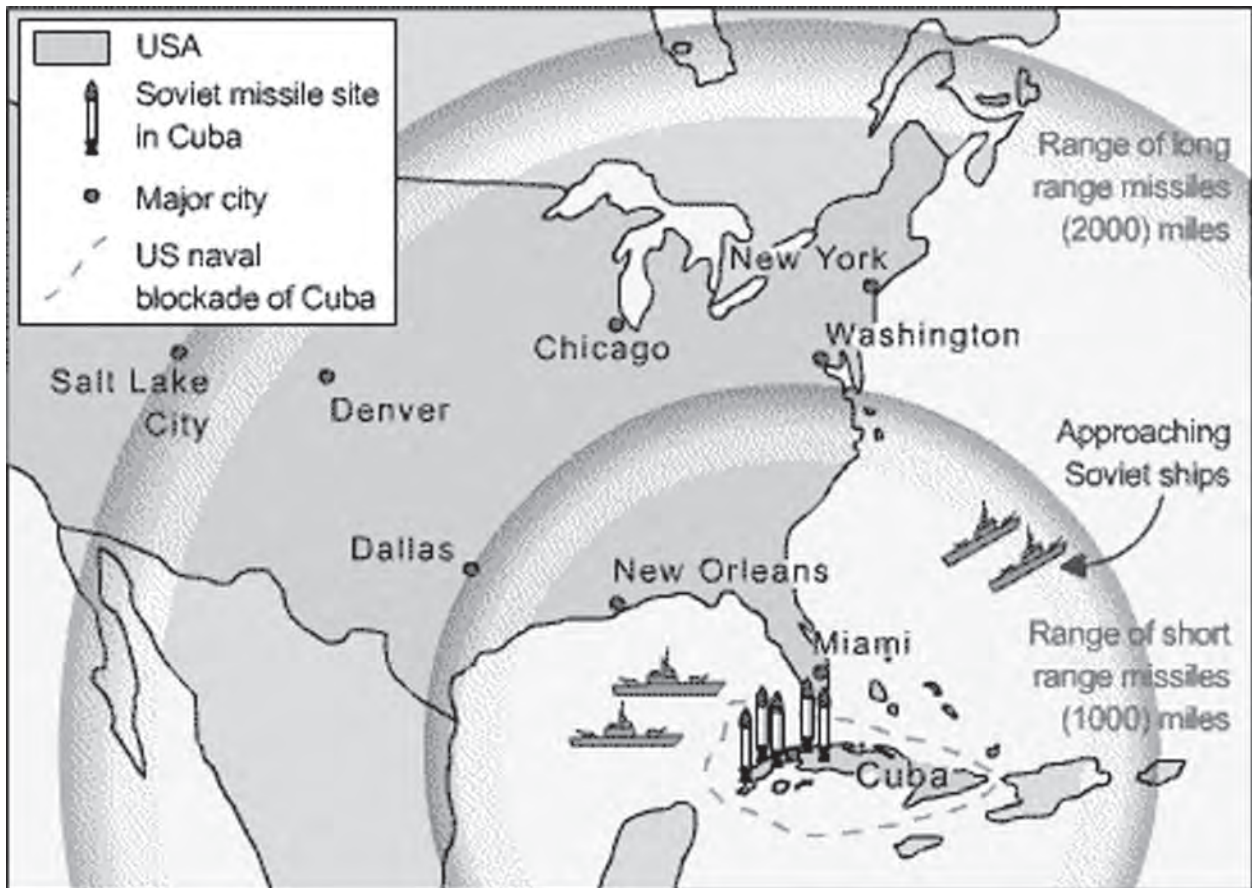 USA
Soviet missile site
in Cuba
Major city
US naval
blockade of Cuba
Range of long
range missiles
(2000) miles
New York
Washington
Chicago
Salt Lake
City
Denver
Approaching
Soviet ships
Dallas
New Orleans
Miami
Range of short
range missiles
(1000) miles
Cuba